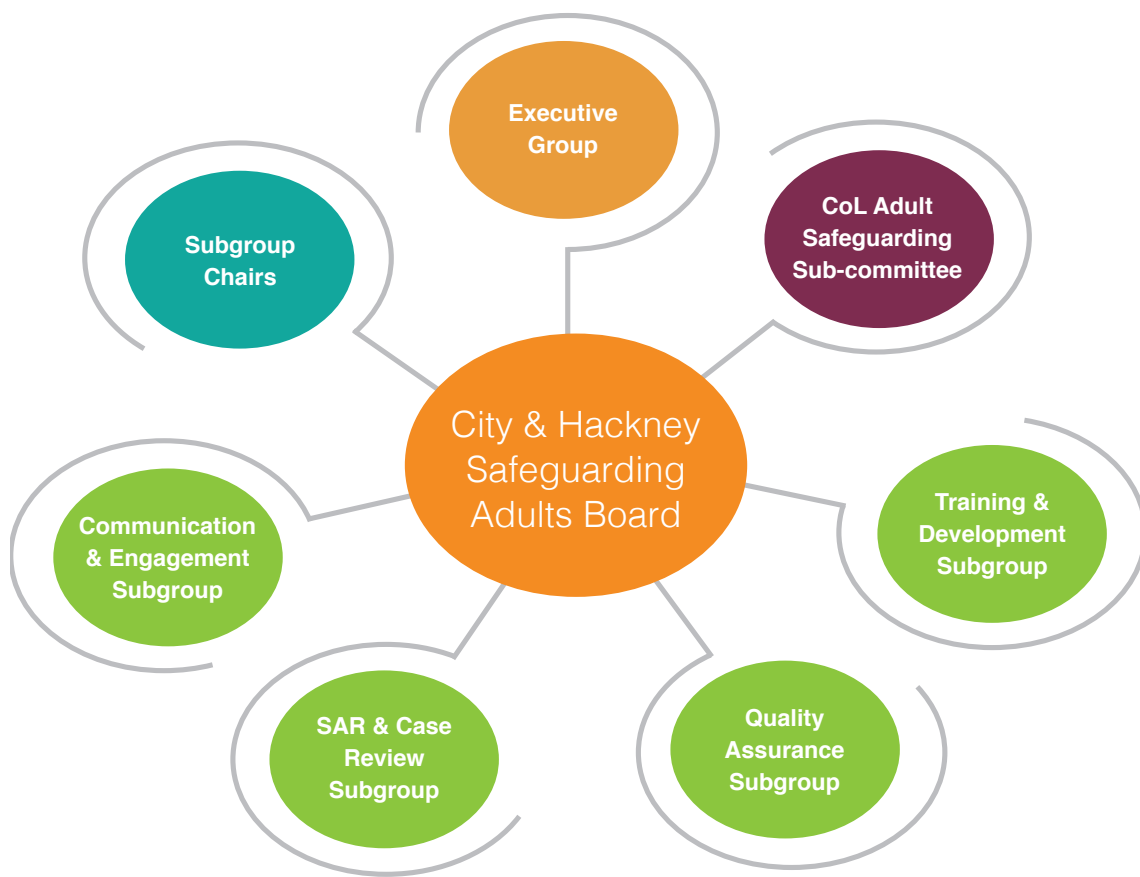 Executive
Group
CoL Adult
Safeguarding
Sub-committee
Subgroup
Chairs
City & Hackney
Safeguarding
Adults Board
Training &
Development
Subgroup
Communication
& Engagement
Subgroup
SAR & Case
Review
Subgroup
Quality
Assurance
Subgroup